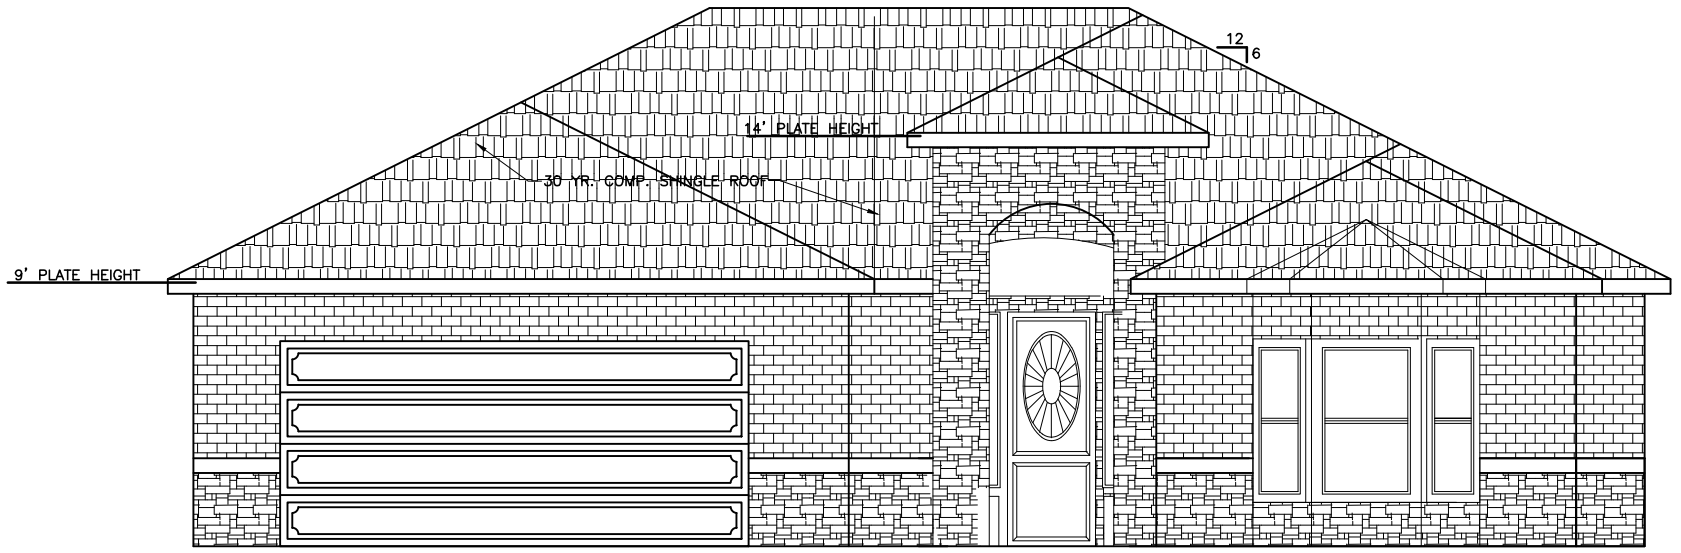 12
6
14' PLATE HEIGHT
30 YR. COMP. SHINGLE ROOF
9' PLATE HEIGHT